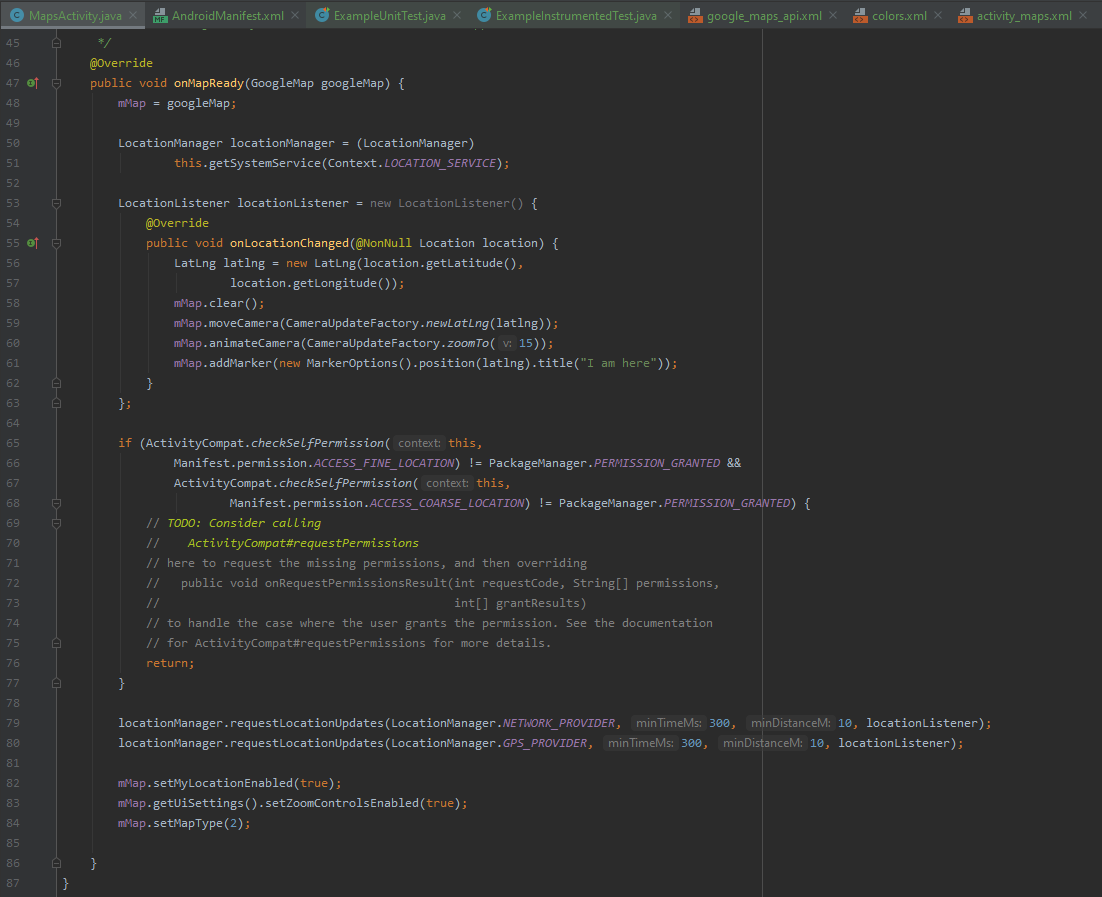 MapsActivity.java AndroidManifest.xml ExampleUnitTest.java ExampleInstrumentedTest.java google_maps_api.xml colors.xml activity_maps.xml
45 */
46 @Override
47 public void onMapReady(GoogleMap googleMap) {
48 mMap = googleMap;
49
50 LocationManager locationManager = (LocationManager)
51 this.getSystemService(Context.LOCATION_SERVICE);
52
53 LocationListener locationListener = new LocationListener() {
54 @Override
55 public void onLocationChanged(@NonNull Location location) {
56 LatLng latlng = new LatLng(location.getLatitude(),
57 location.getLongitude());
58 mMap.clear();
59 mMap.moveCamera(CameraUpdateFactory.newLatLng(latlng));
60 mMap.animateCamera(CameraUpdateFactory.zoomTo( v: 15));
61 mMap.addMarker(new MarkerOptions().position(latlng).title("I am here"));
62 }
63 };
64
65 if (ActivityCompat.checkSelfPermission( context: this,
66 Manifest.permission.ACCESS_FINE_LOCATION) != PackageManager.PERMISSION_GRANTED &&
67 ActivityCompat.checkSelfPermission( context: this,
68 Manifest.permission.ACCESS_COARSE_LOCATION) != PackageManager.PERMISSION_GRANTED) {
69 // TODO: Consider calling
70 // ActivityCompat#requestPermissions
71 // here to request the missing permissions, and then overriding
72 // public void onRequestPermissionsResult(int requestCode, String[] permissions,
73 // int[] grantResults)
74 // to handle the case where the user grants the permission. See the documentation
75 // for ActivityCompat#requestPermissions for more details.
76 return;
77 }
78
79 locationManager.requestLocationUpdates(LocationManager.NETWORK_PROVIDER, minTimeMs: 300, minDistanceM: 10, locationListener);
80 locationManager.requestLocationUpdates(LocationManager.GPS_PROVIDER, minTimeMs: 300, minDistanceM: 10, locationListener);
81
82 mMap.setMyLocationEnabled(true);
83 mMap.getUiSettings().setZoomControlsEnabled(true);
84 mMap.setMapType(2);
85
86 }
87 }